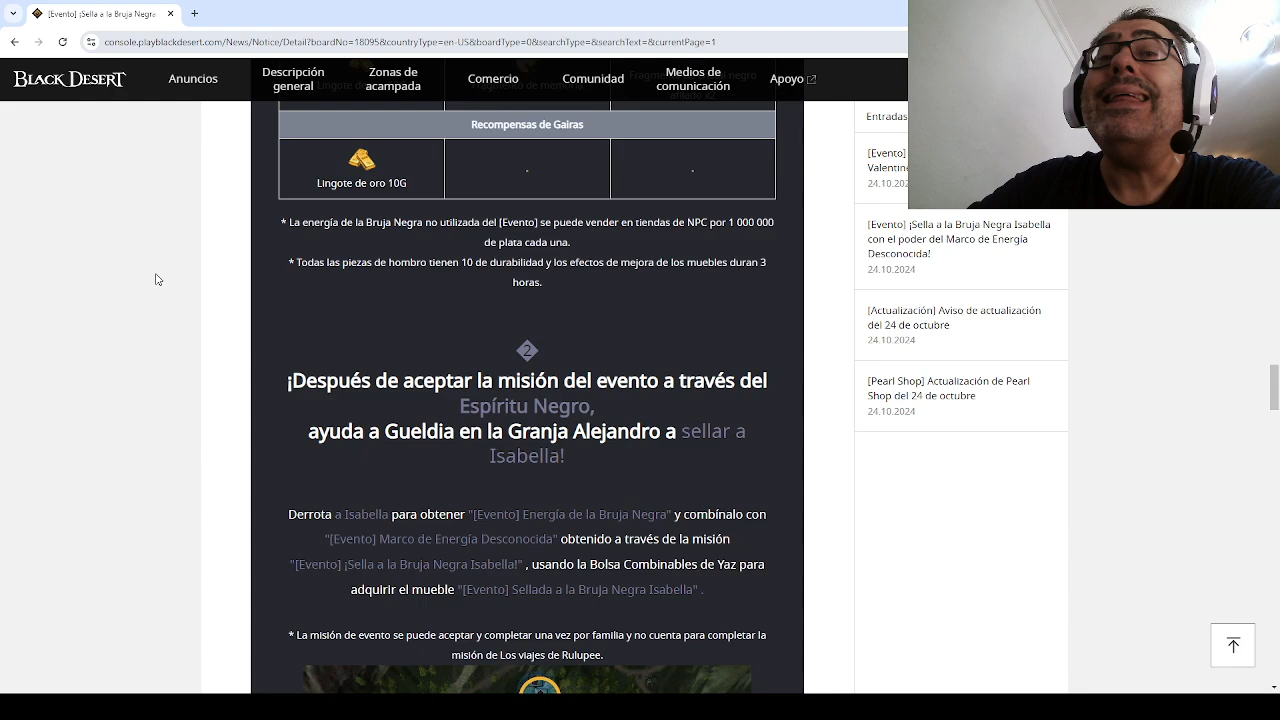 [Evento] ¡Sella a la Bruja Negra
console.playblackdesert.com/News/Notice/Detail?boardNo=18095&countryType=en-US&boardType=0&searchType=&searchText=&currentPage=1
BLACK DESERT
Anuncios
Descripción general
Zonas de acampada
Comercio
Comunidad
Medios de comunicación
Apoyo
Recompensas de Gairas
Lingote de oro 10G
* La energía de la Bruja Negra no utilizada del [Evento] se puede vender en tiendas de NPC por 1 000 000
de plata cada una.
* Todas las piezas de hombro tienen 10 de durabilidad y los efectos de mejora de los muebles duran 3
horas.
2
¡Después de aceptar la misión del evento a través del
Espíritu Negro,
ayuda a Gueldia en la Granja Alejandro a sellar a
Isabella!
Derrota a Isabella para obtener "[Evento] Energía de la Bruja Negra" y combínalo con
"[Evento] Marco de Energía Desconocida" obtenido a través de la misión
"[Evento] ¡Sella a la Bruja Negra Isabella!" , usando la Bolsa Combinables de Yaz para
adquirir el mueble "[Evento] Sellada a la Bruja Negra Isabella" .
* La misión de evento se puede aceptar y completar una vez por familia y no cuenta para completar la
misión de Los viajes de Rulupee.
Entradas
[Evento]
Valentine
24.10.202
[Evento] ¡Sella a la Bruja Negra Isabella
con el poder del Marco de Energía
Desconocida!
24.10.2024
[Actualización] Aviso de actualización
del 24 de octubre
24.10.2024
[Pearl Shop] Actualización de Pearl
Shop del 24 de octubre
24.10.2024